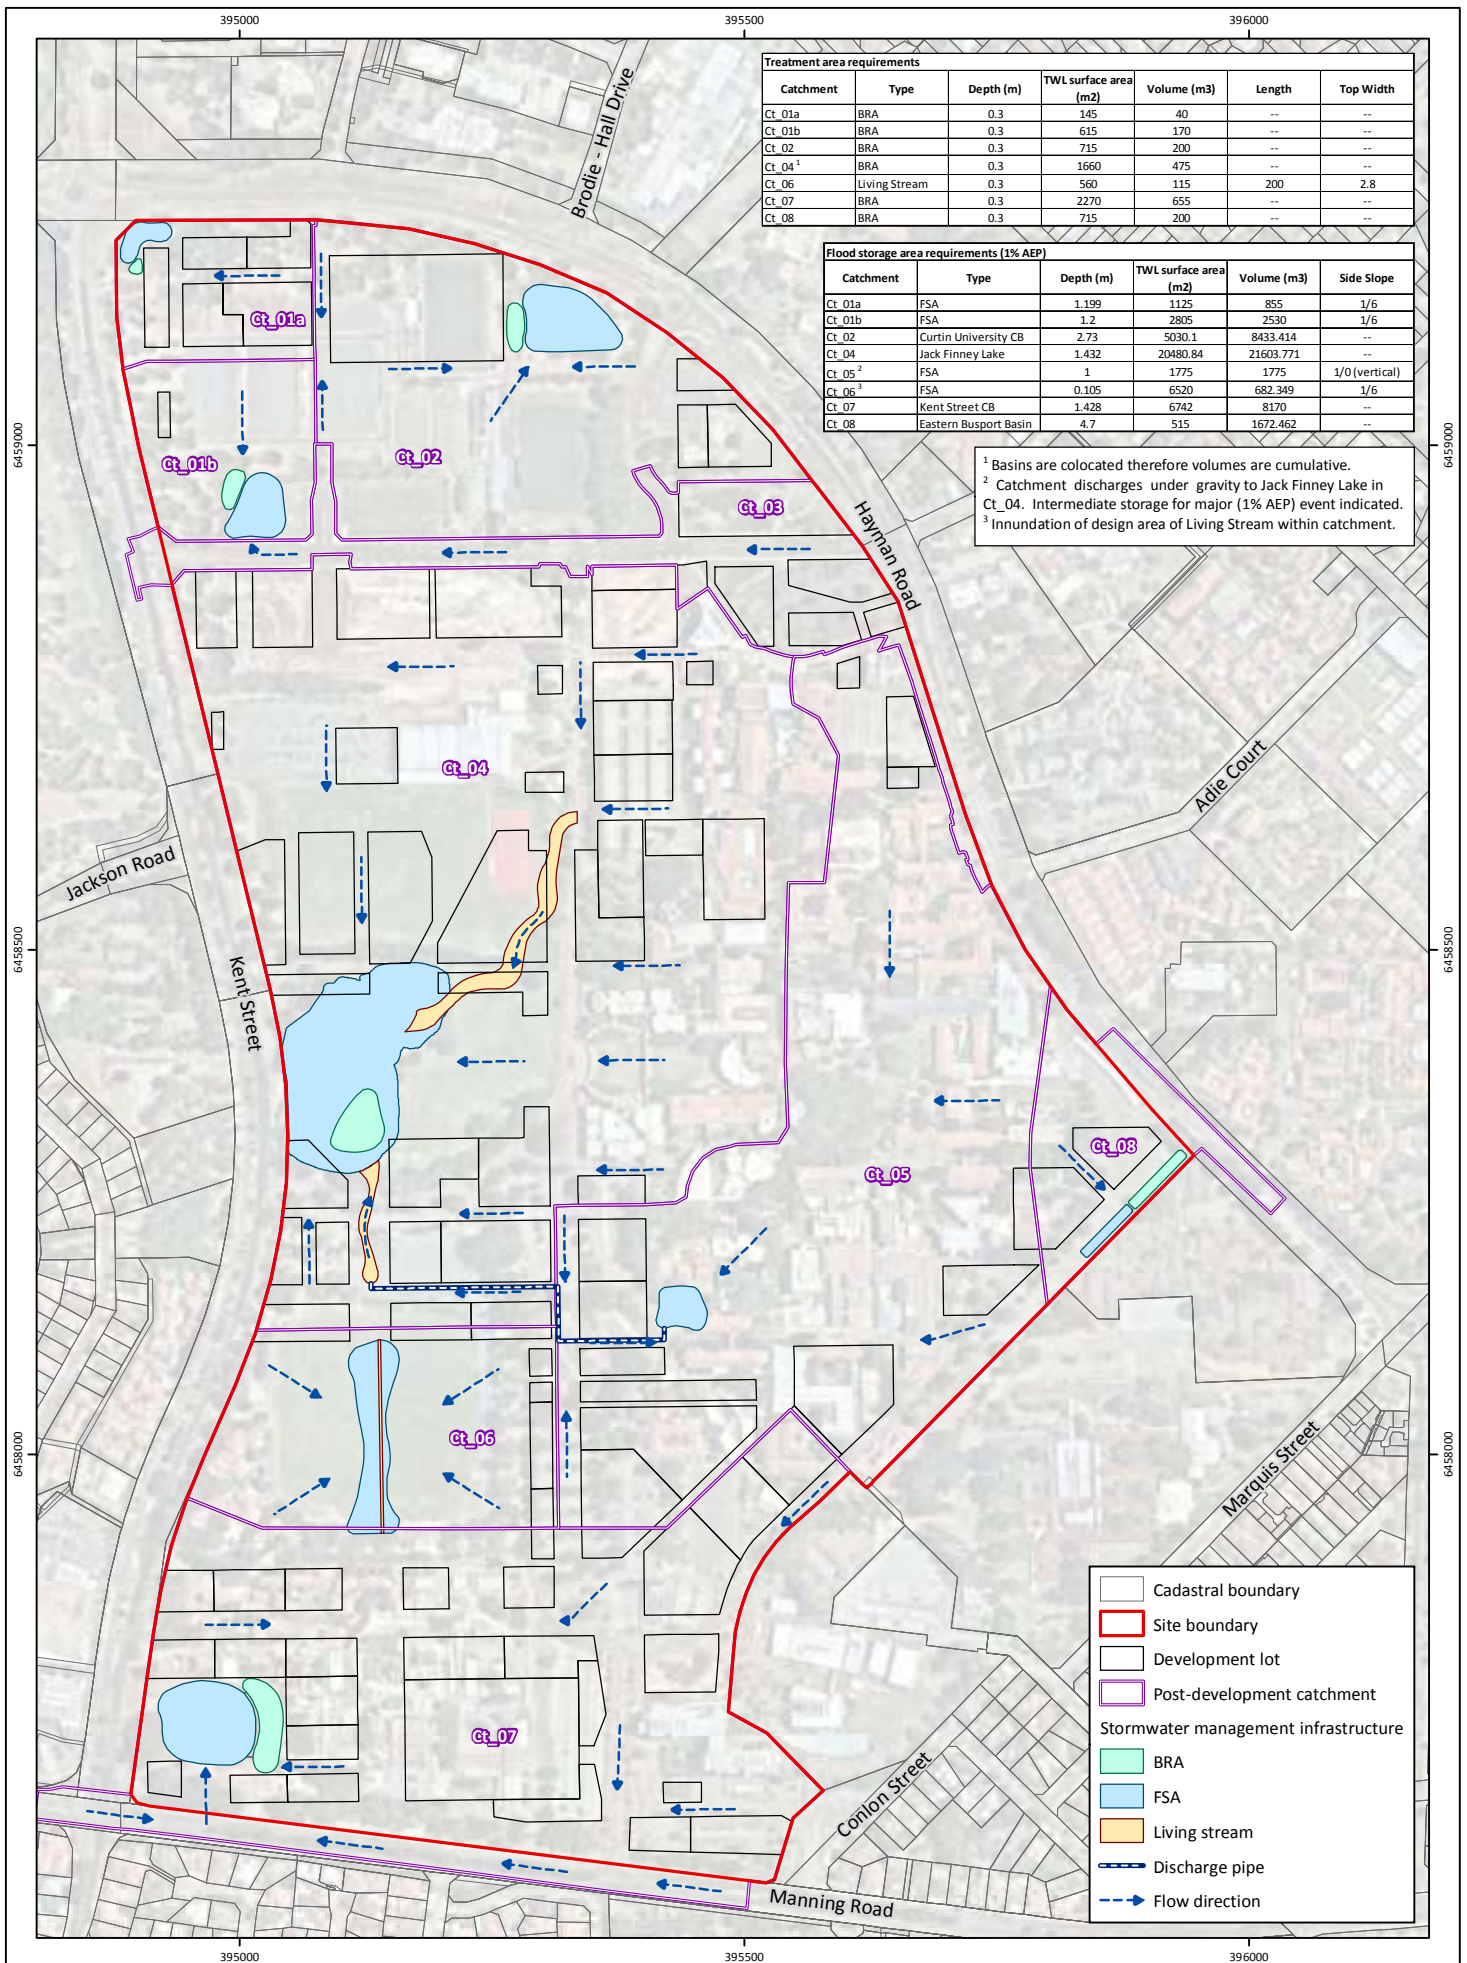 395000 395500 396000
Treatment area requirements
Catchment Type Depth (m) TWL surface area (m2) Volume (m3) Length Top Width
Ct_01a BRA 0.3 145 40 -- --
Ct_01b BRA 0.3 615 170 -- --
Ct_02 BRA 0.3 715 200 -- --
Ct_04 ¹ BRA 0.3 1660 475 -- --
Ct_06 Living Stream 0.3 560 115 200 2.8
Ct_07 BRA 0.3 2270 655 -- --
Ct_08 BRA 0.3 715 200 -- --
Flood storage area requirements (1% AEP)
Catchment Type Depth (m) TWL surface area (m2) Volume (m3) Side Slope
Ct_01a FSA 1.199 1125 855 1/6
Ct_01b FSA 1.2 2805 2530 1/6
Ct_02 Curtin University CB 2.73 5030.1 8433.414 --
Ct_04 Jack Finney Lake 1.432 20480.84 21603.771 --
Ct_05 ² FSA 1 1775 1775 1/0 (vertical)
Ct_06 ³ FSA 0.105 6520 682.349 1/6
Ct_07 Kent Street CB 1.428 6742 8170 --
Ct_08 Eastern Busport Basin 4.7 515 1672.462 --
¹ Basins are colocated therefore volumes are cumulative.
² Catchment discharges under gravity to Jack Finney Lake in
Ct_04. Intermediate storage for major (1% AEP) event indicated.
³ Innundation of design area of Living Stream within catchment.
Brodie - Hall Drive
Ct_01a
Ct_01b
Ct_02
Ct_03
6459000
6459000
Hayman Road
Ct_04
Adie Court
Jackson Road
6458500
6458500
Kent Street
Ct_08
Ct_05
Ct_06
6458000
6458000
Marquis Street
Ct_07
Conlon Street
Manning Road
Cadastral boundary
Site boundary
Development lot
Post-development catchment
Stormwater management infrastructure
BRA
FSA
Living stream
Discharge pipe
Flow direction
395000 395500 396000